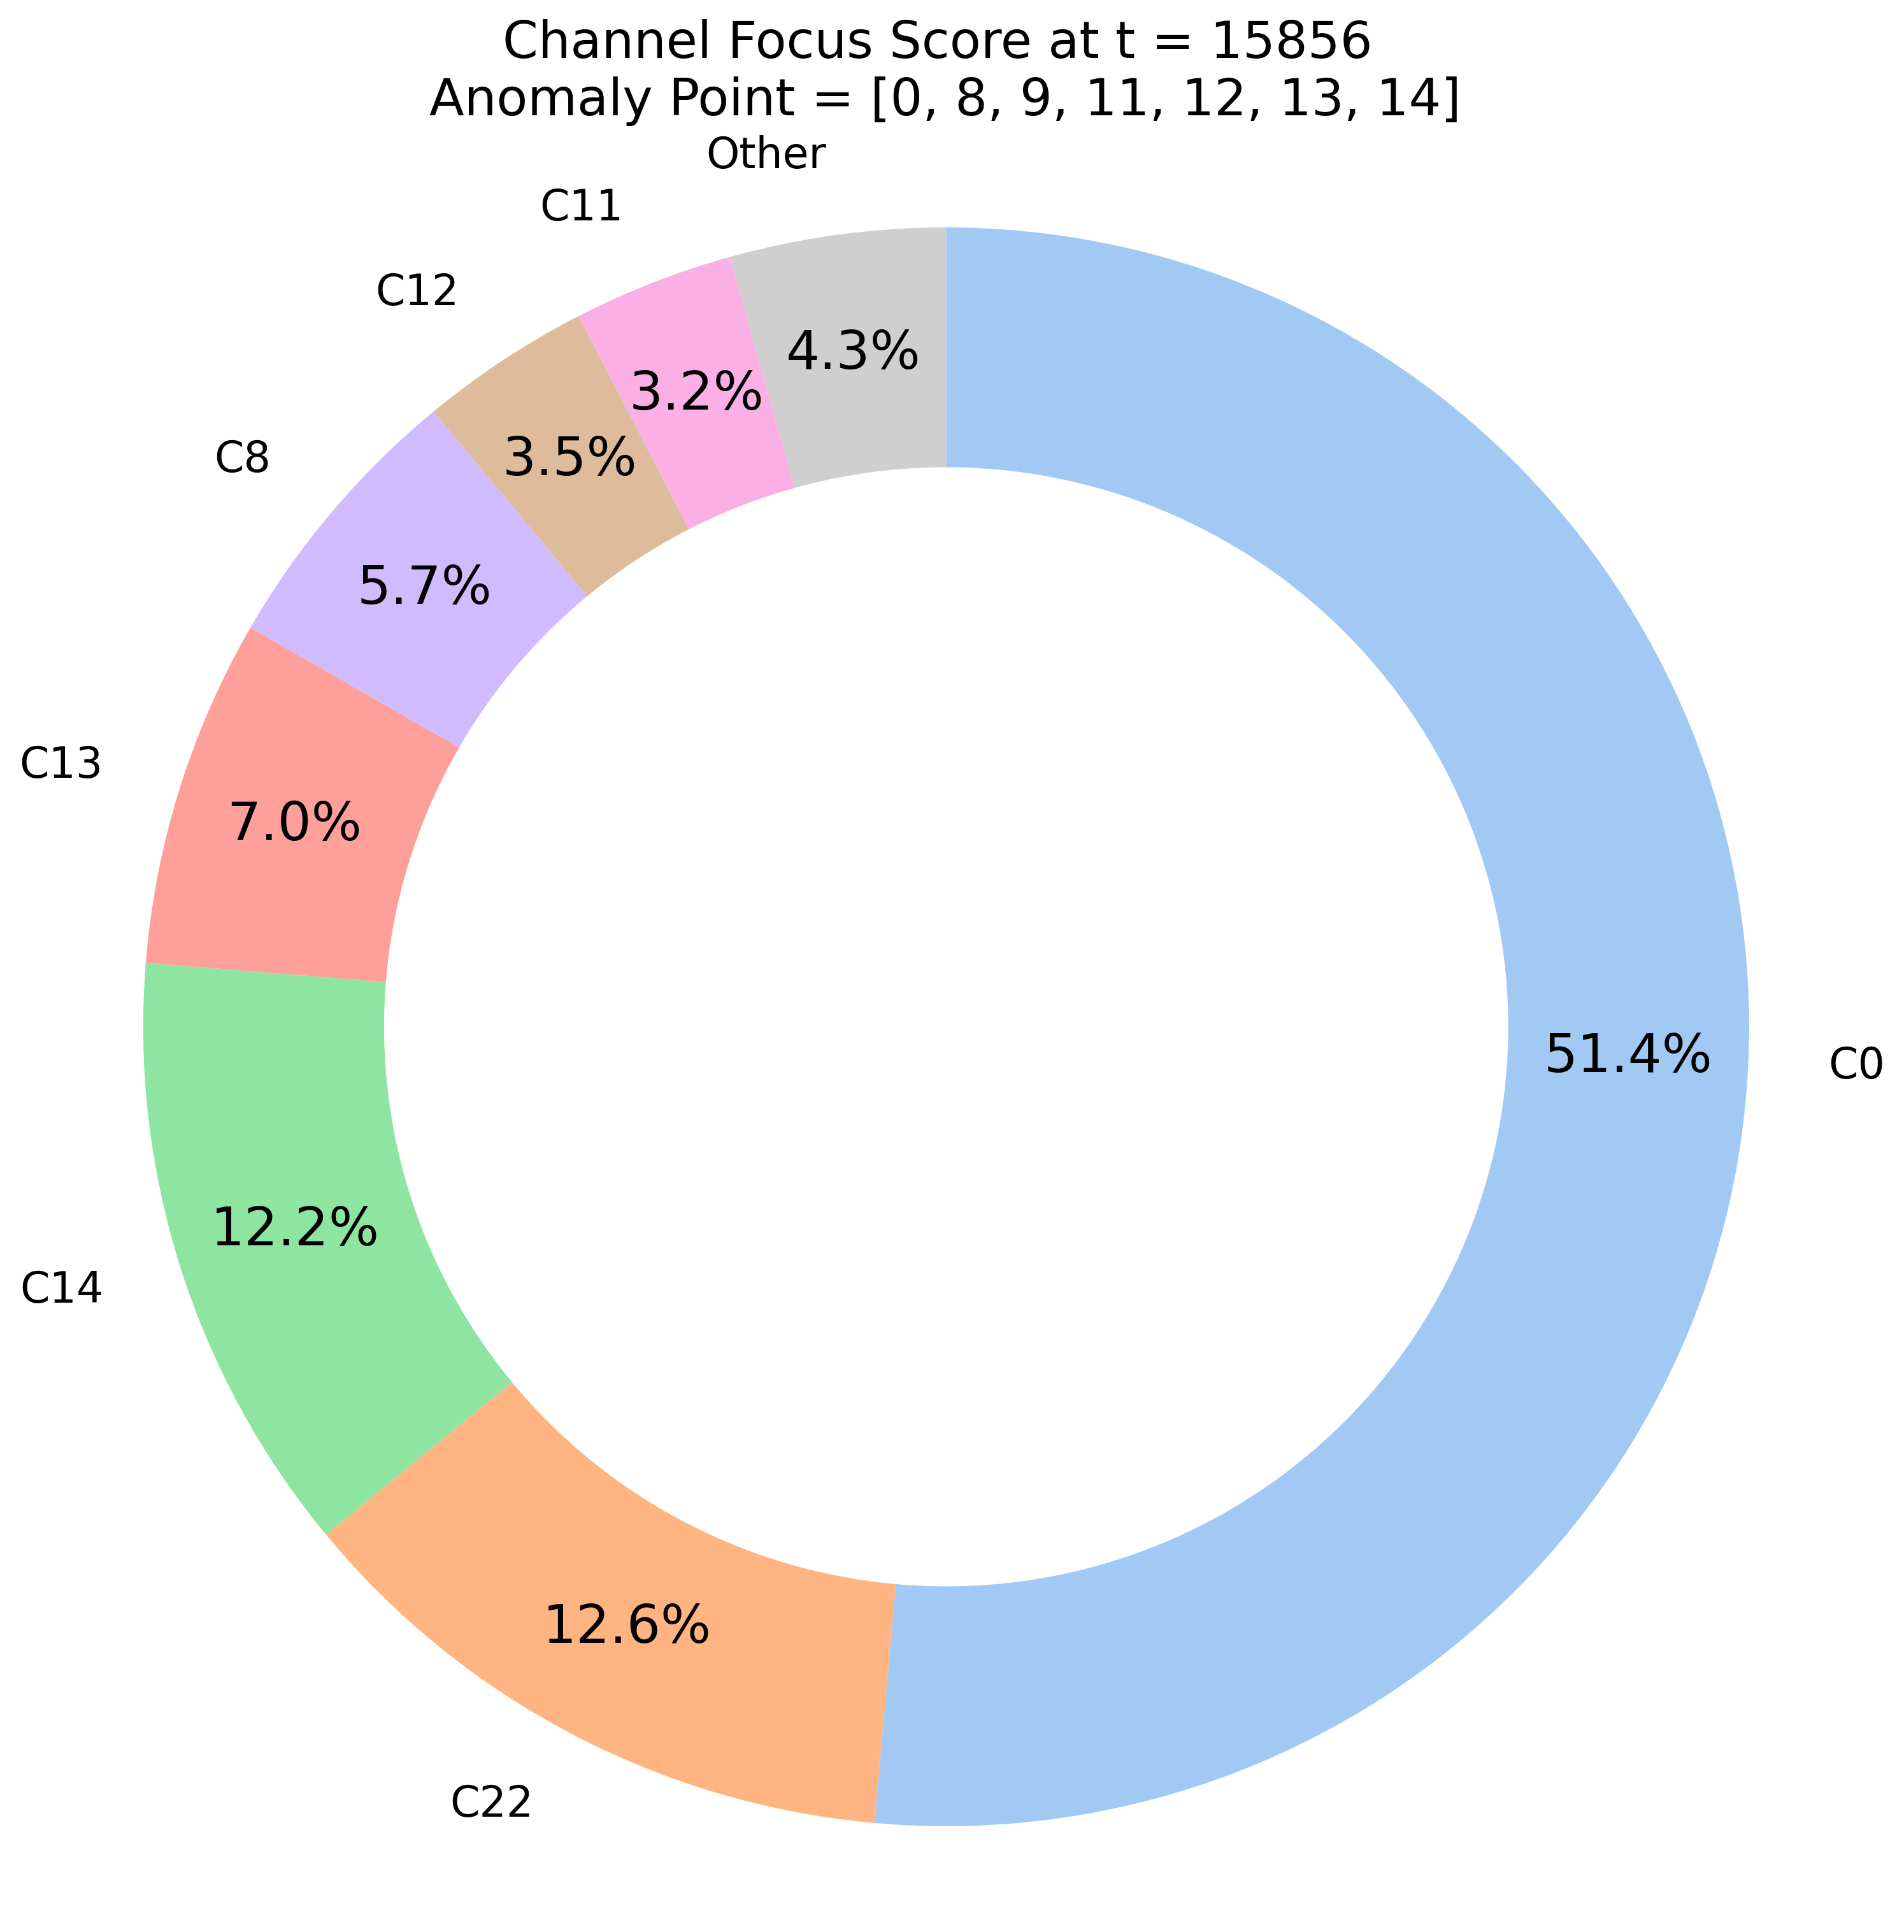 Channel Focus Score at t = 15856
Anomaly Point = [0, 8, 9, 11, 12, 13, 14]
Other
C11
C12
4.3%
3.2%
C8
3.5%
5.7%
C13
7.0%
51.4%
C0
12.2%
C14
12.6%
C22